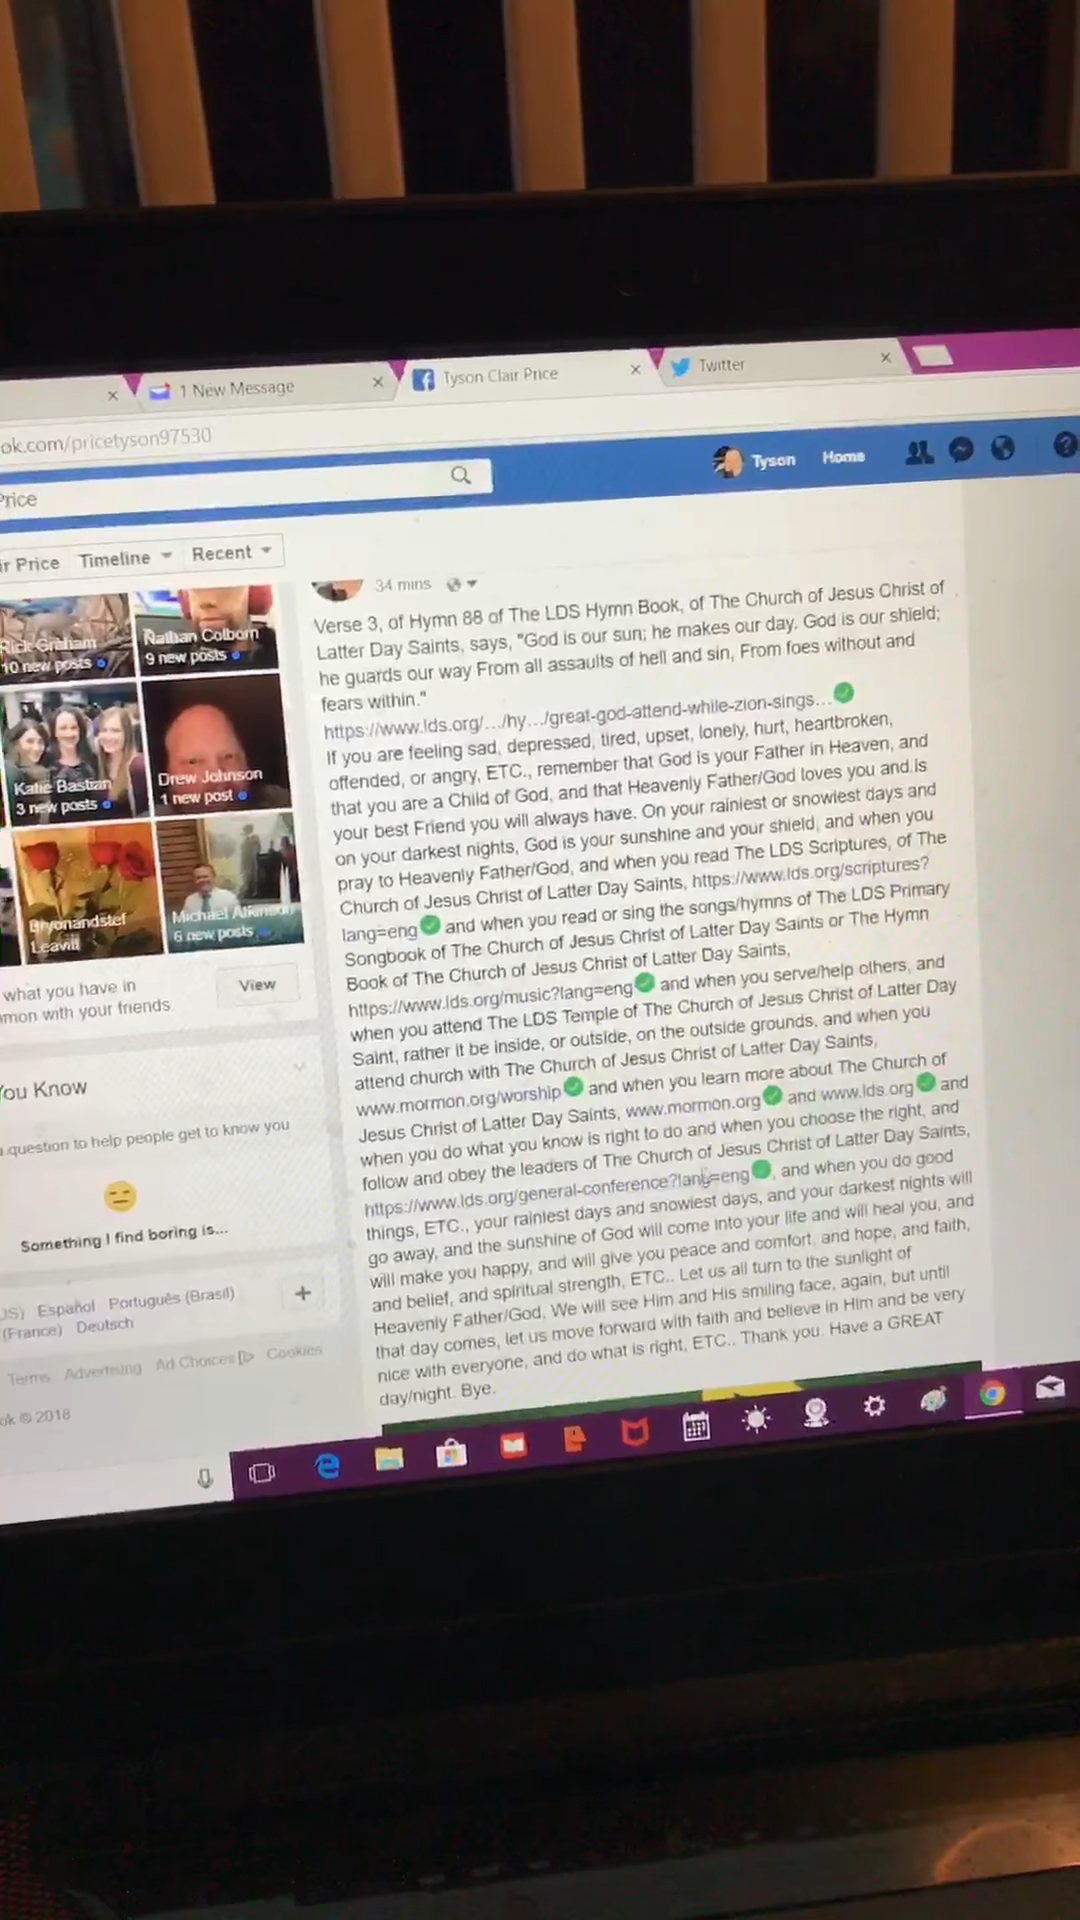 1 New Message
Tyson Clair Price
Twitter
ok.com/pricetyson97530
Price
Tyson
Home
ir Price
Timeline
Recent
34 mins
Rick Graham
10 new posts
Nathan Colborn
9 new posts
Katie Bastian
3 new posts
Drew Johnson
1 new post
Leavitt
Michael Atkinson
6 new posts
what you have in
mmon with your friends.
View
You Know
question to help people get to know you
Something I find boring is...
Español
Português (Brasil)
(France)
Deutsch
Terms
Advertising
Ad Choices
Cookies
ok © 2018
Verse 3, of Hymn 88 of The LDS Hymn Book, of The Church of Jesus Christ of
Latter Day Saints, says, "God is our sun; he makes our day. God is our shield;
he guards our way From all assaults of hell and sin, From foes without and
fears within."
https://www.lds.org/.../hy.../great-god-attend-while-zion-sings...
If you are feeling sad, depressed, tired, upset, lonely, hurt, heartbroken,
offended, or angry, ETC., remember that God is your Father in Heaven, and
that you are a Child of God, and that Heavenly Father/God loves you and is
your best Friend you will always have. On your rainiest or snowiest days and
on your darkest nights, God is your sunshine and your shield, and when you
pray to Heavenly Father/God, and when you read The LDS Scriptures, of The
Church of Jesus Christ of Latter Day Saints, https://www.lds.org/scriptures?
lang=eng and when you read or sing the songs/hymns of The LDS Primary
Songbook of The Church of Jesus Christ of Latter Day Saints or The Hymn
Book of The Church of Jesus Christ of Latter Day Saints,
https://www.lds.org/music?lang=eng and when you serve/help others, and
when you attend The LDS Temple of The Church of Jesus Christ of Latter Day
Saint, rather it be inside, or outside, on the outside grounds, and when you
attend church with The Church of Jesus Christ of Latter Day Saints,
www.mormon.org/worship and when you learn more about The Church of
Jesus Christ of Latter Day Saints, www.mormon.org and www.lds.org and
when you do what you know is right to do and when you choose the right, and
follow and obey the leaders of The Church of Jesus Christ of Latter Day Saints,
https://www.lds.org/general-conference?lang=eng, and when you do good
things, ETC., your rainiest days and snowiest days, and your darkest nights will
go away, and the sunshine of God will come into your life and will heal you, and
will make you happy, and will give you peace and comfort, and hope, and faith,
and belief, and spiritual strength, ETC.. Let us all turn to the sunlight of
Heavenly Father/God. We will see Him and His smiling face, again, but until
that day comes, let us move forward with faith and believe in Him and be very
nice with everyone, and do what is right, ETC.. Thank you. Have a GREAT
day/night. Bye.